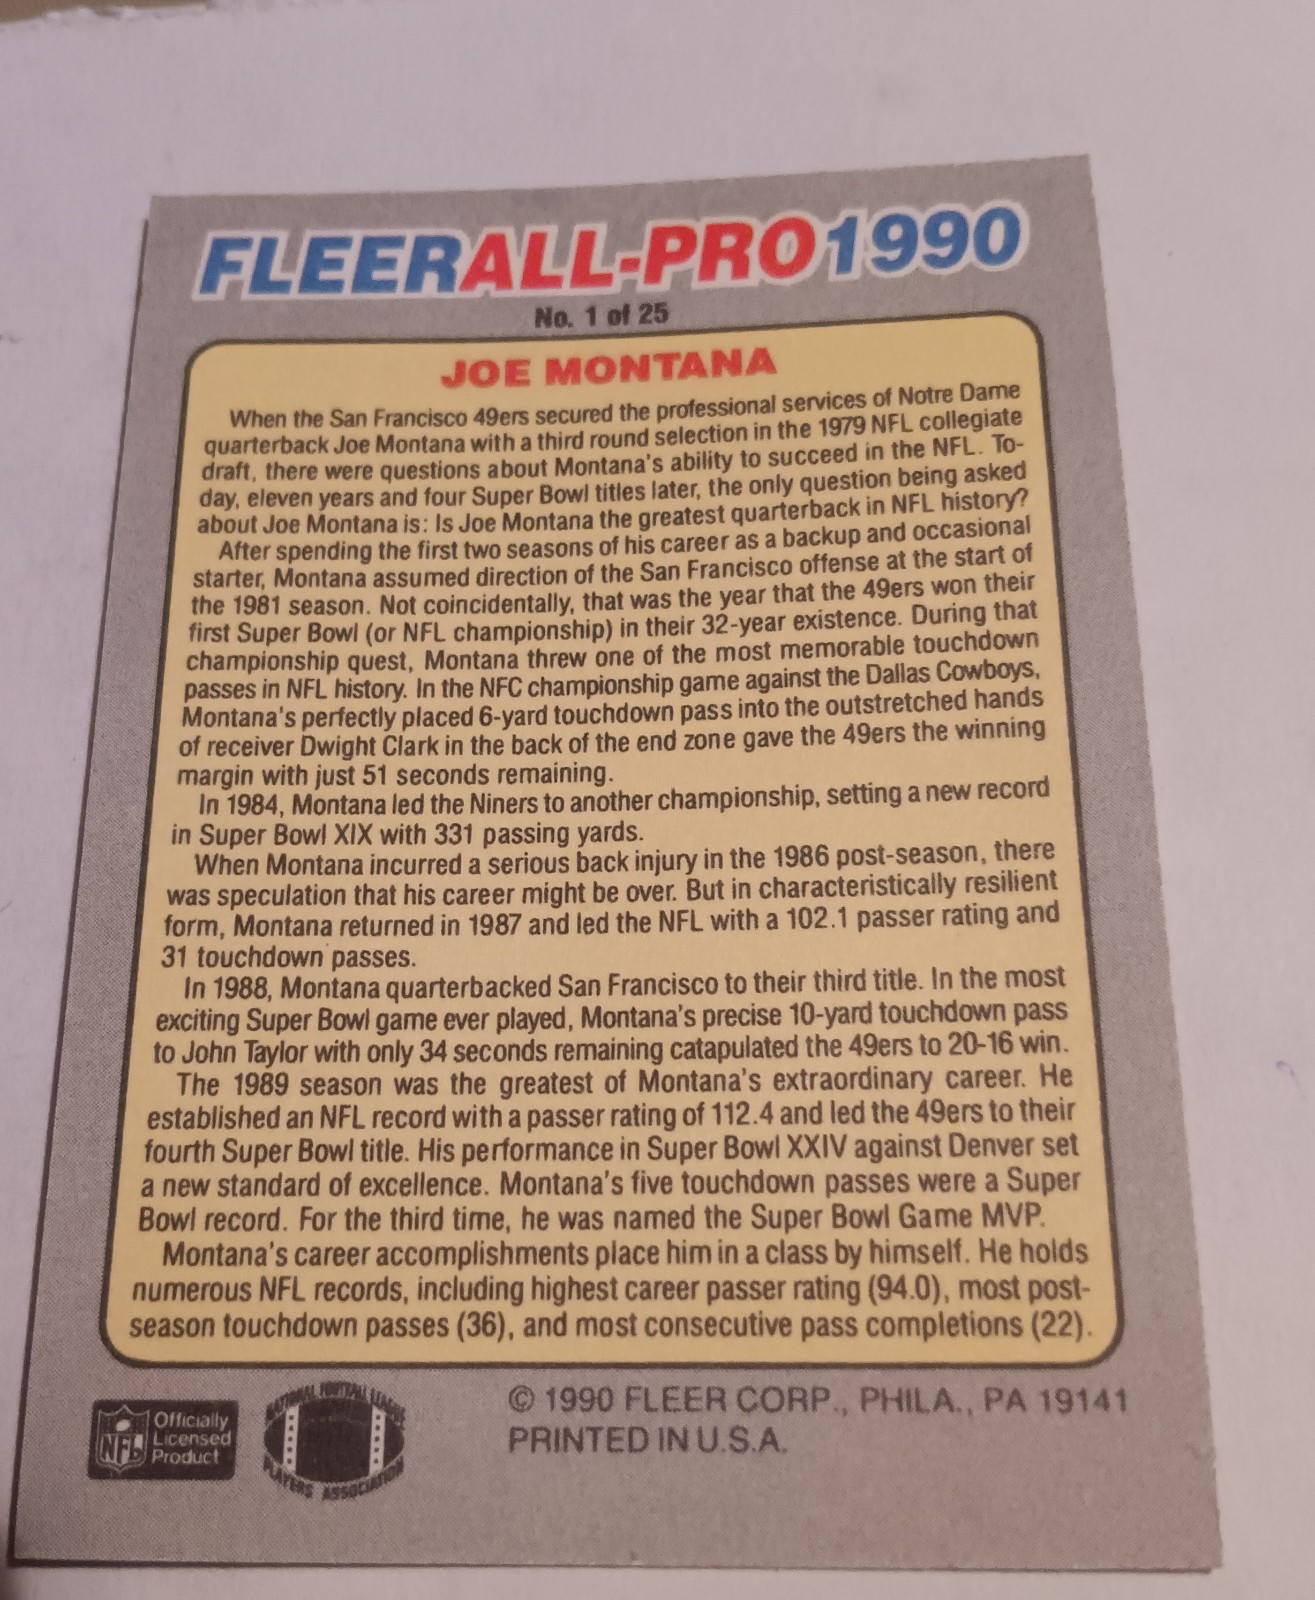 FLEER ALL-PRO 1990
No. 1 of 25
JOE MONTANA
When the San Francisco 49ers secured the professional services of Notre Dame
quarterback Joe Montana with a third round selection in the 1979 NFL collegiate
draft, there were questions about Montana's ability to succeed in the NFL. To-
day, eleven years and four Super Bowl titles later, the only question being asked
about Joe Montana is: Is Joe Montana the greatest quarterback in NFL history?
After spending the first two seasons of his career as a backup and occasional
starter, Montana assumed direction of the San Francisco offense at the start of
the 1981 season. Not coincidentally, that was the year that the 49ers won their
first Super Bowl (or NFL championship) in their 32-year existence. During that
championship quest, Montana threw one of the most memorable touchdown
passes in NFL history. In the NFC championship game against the Dallas Cowboys,
Montana's perfectly placed 6-yard touchdown pass into the outstretched hands
of receiver Dwight Clark in the back of the end zone gave the 49ers the winning
margin with just 51 seconds remaining.
In 1984, Montana led the Niners to another championship, setting a new record
in Super Bowl XIX with 331 passing yards.
When Montana incurred a serious back injury in the 1986 post-season, there
was speculation that his career might be over. But in characteristically resilient
form, Montana returned in 1987 and led the NFL with a 102.1 passer rating and
31 touchdown passes.
In 1988, Montana quarterbacked San Francisco to their third title. In the most
exciting Super Bowl game ever played, Montana's precise 10-yard touchdown pass
to John Taylor with only 34 seconds remaining catapulated the 49ers to 20-16 win.
The 1989 season was the greatest of Montana's extraordinary career. He
established an NFL record with a passer rating of 112.4 and led the 49ers to their
fourth Super Bowl title. His performance in Super Bowl XXIV against Denver set
a new standard of excellence. Montana's five touchdown passes were a Super
Bowl record. For the third time, he was named the Super Bowl Game MVP.
Montana's career accomplishments place him in a class by himself. He holds
numerous NFL records, including highest career passer rating (94.0), most post-
season touchdown passes (36), and most consecutive pass completions (22).
NFL
Officially
Licensed
Product
NATIONAL FOOTBALL LEAGUE
PLAYERS ASSOCIATION
© 1990 FLEER CORP., PHILA., PA 19141
PRINTED IN U.S.A.